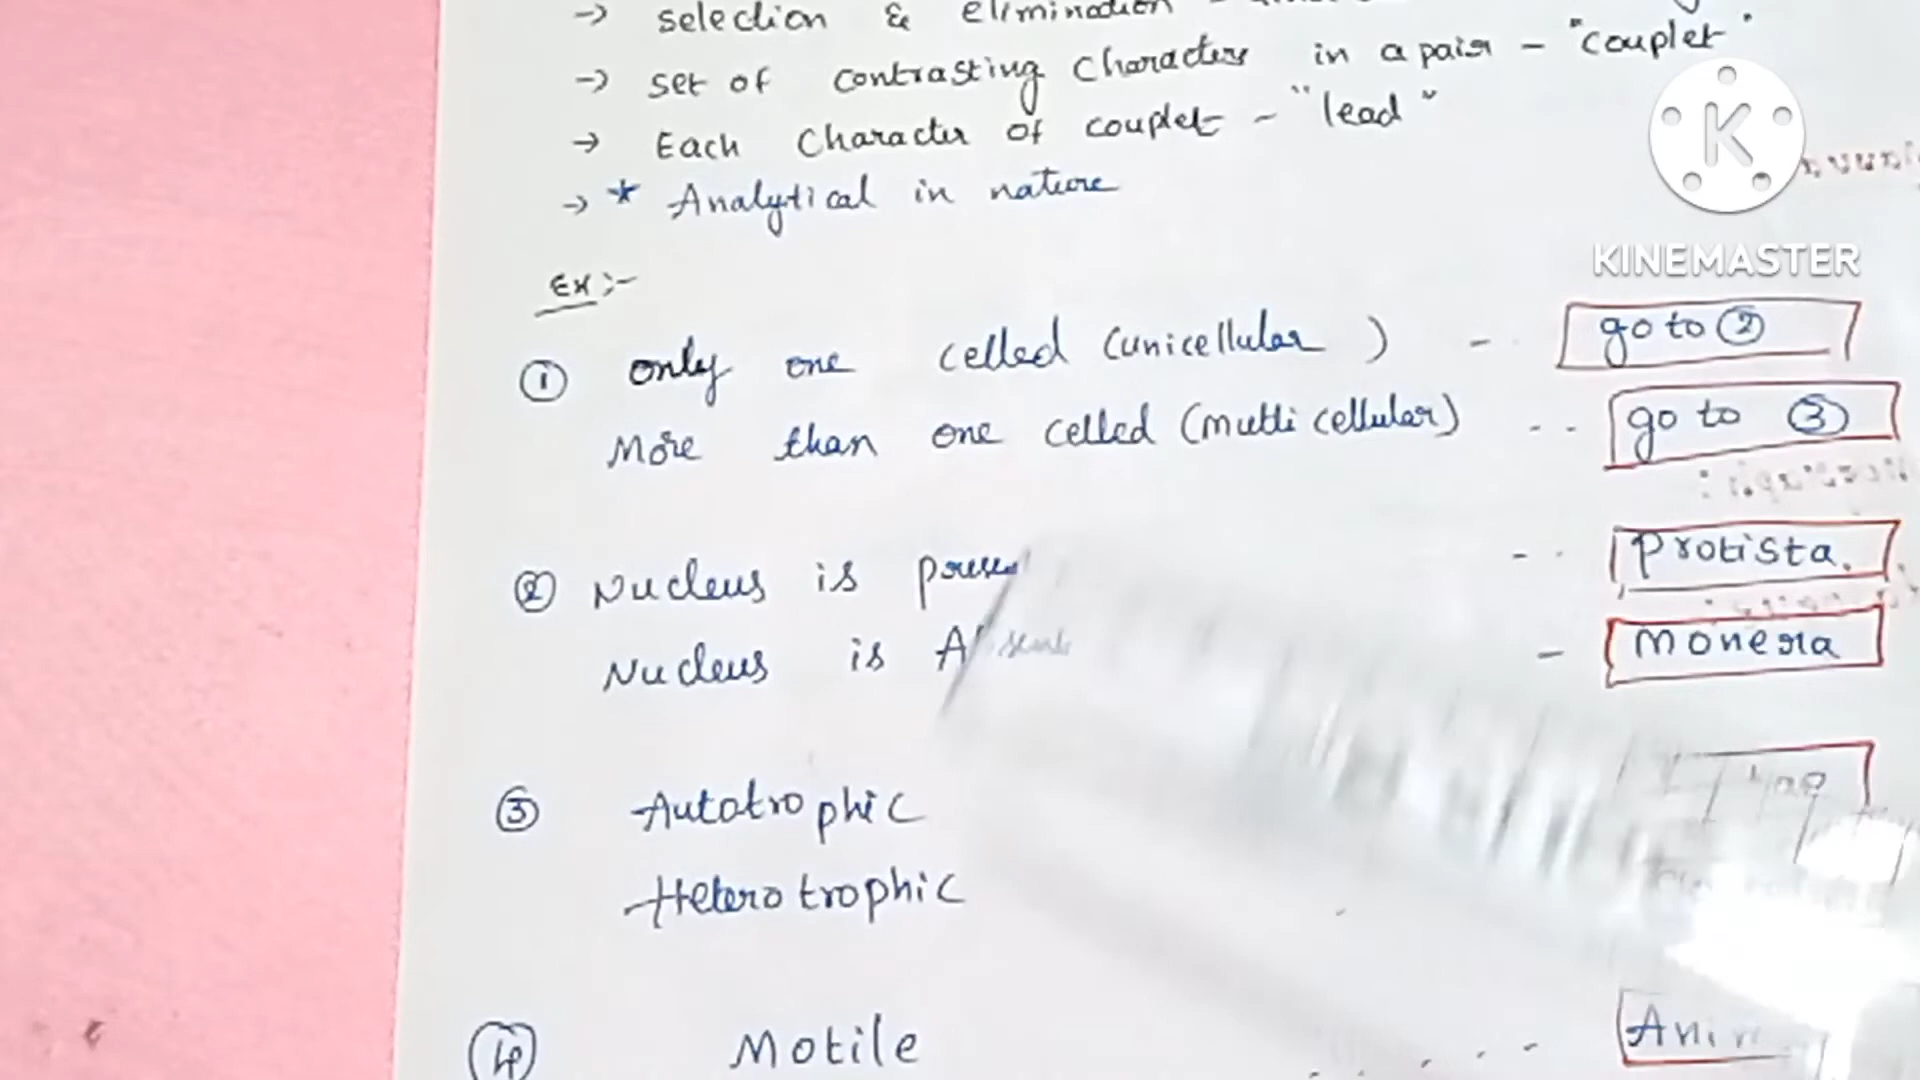 → selection & elimination -
→ set of contrasting characters in a pair - "couplet"
→ Each Character of couplet - "lead"
→ * Analytical in nature
KINEMASTER
Ex :-
① only one celled (unicellular) - go to ②
More than one celled (multi cellular) -- go to ③
② Nucleus is -- Protista.
Nucleus is Absent - Monera
③ Autotrophic
Heterotrophic
④ Motile ....